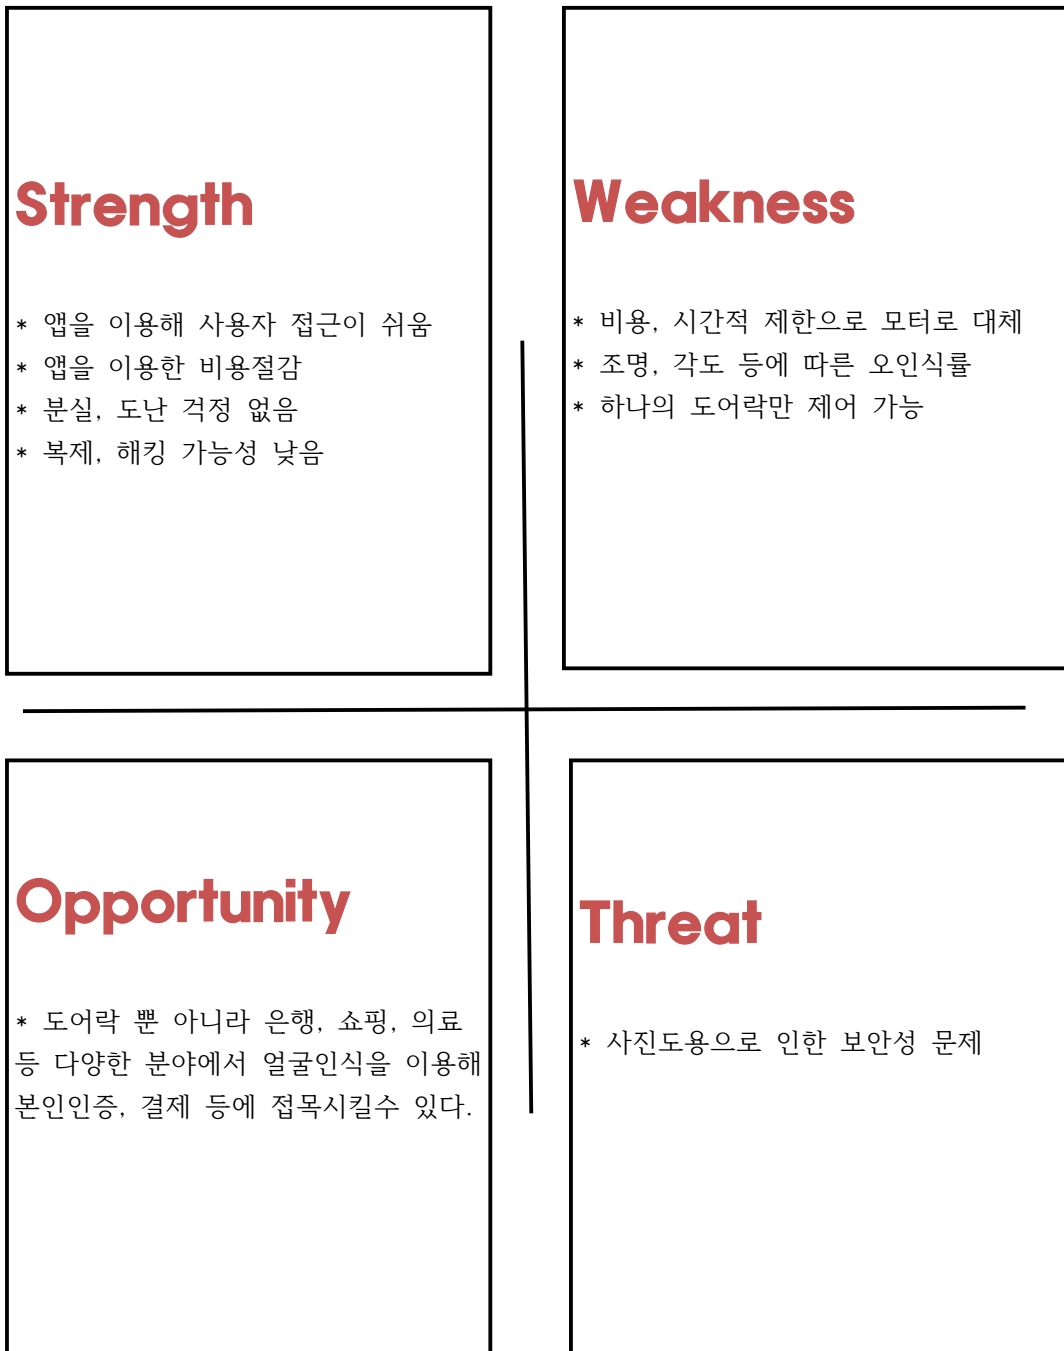 Strength
* 앱을 이용해 사용자 접근이 쉬움
* 앱을 이용한 비용절감
* 분실, 도난 걱정 없음
* 복제, 해킹 가능성 낮음
Weakness
* 비용, 시간적 제한으로 모터로 대체
* 조명, 각도 등에 따른 오인식률
* 하나의 도어락만 제어 가능
Opportunity
* 도어락 뿐 아니라 은행, 쇼핑, 의료
등 다양한 분야에서 얼굴인식을 이용해
본인인증, 결제 등에 접목시킬수 있다.
Threat
* 사진도용으로 인한 보안성 문제